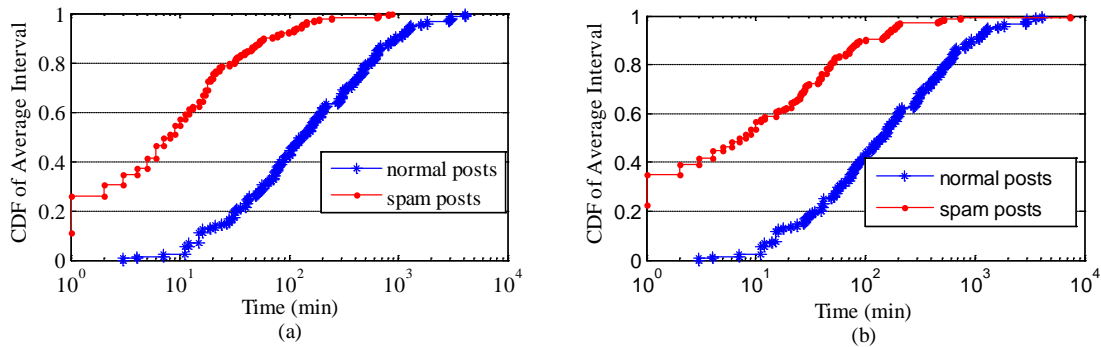 CDF of Average Interval
1
0.8
0.6
0.4
0.2
0
normal posts
spam posts
10^0
10^1
10^2
10^3
10^4
Time (min)
(a)
CDF of Average Interval
1
0.8
0.6
0.4
0.2
0
normal posts
spam posts
10^0
10^1
10^2
10^3
10^4
Time (min)
(b)